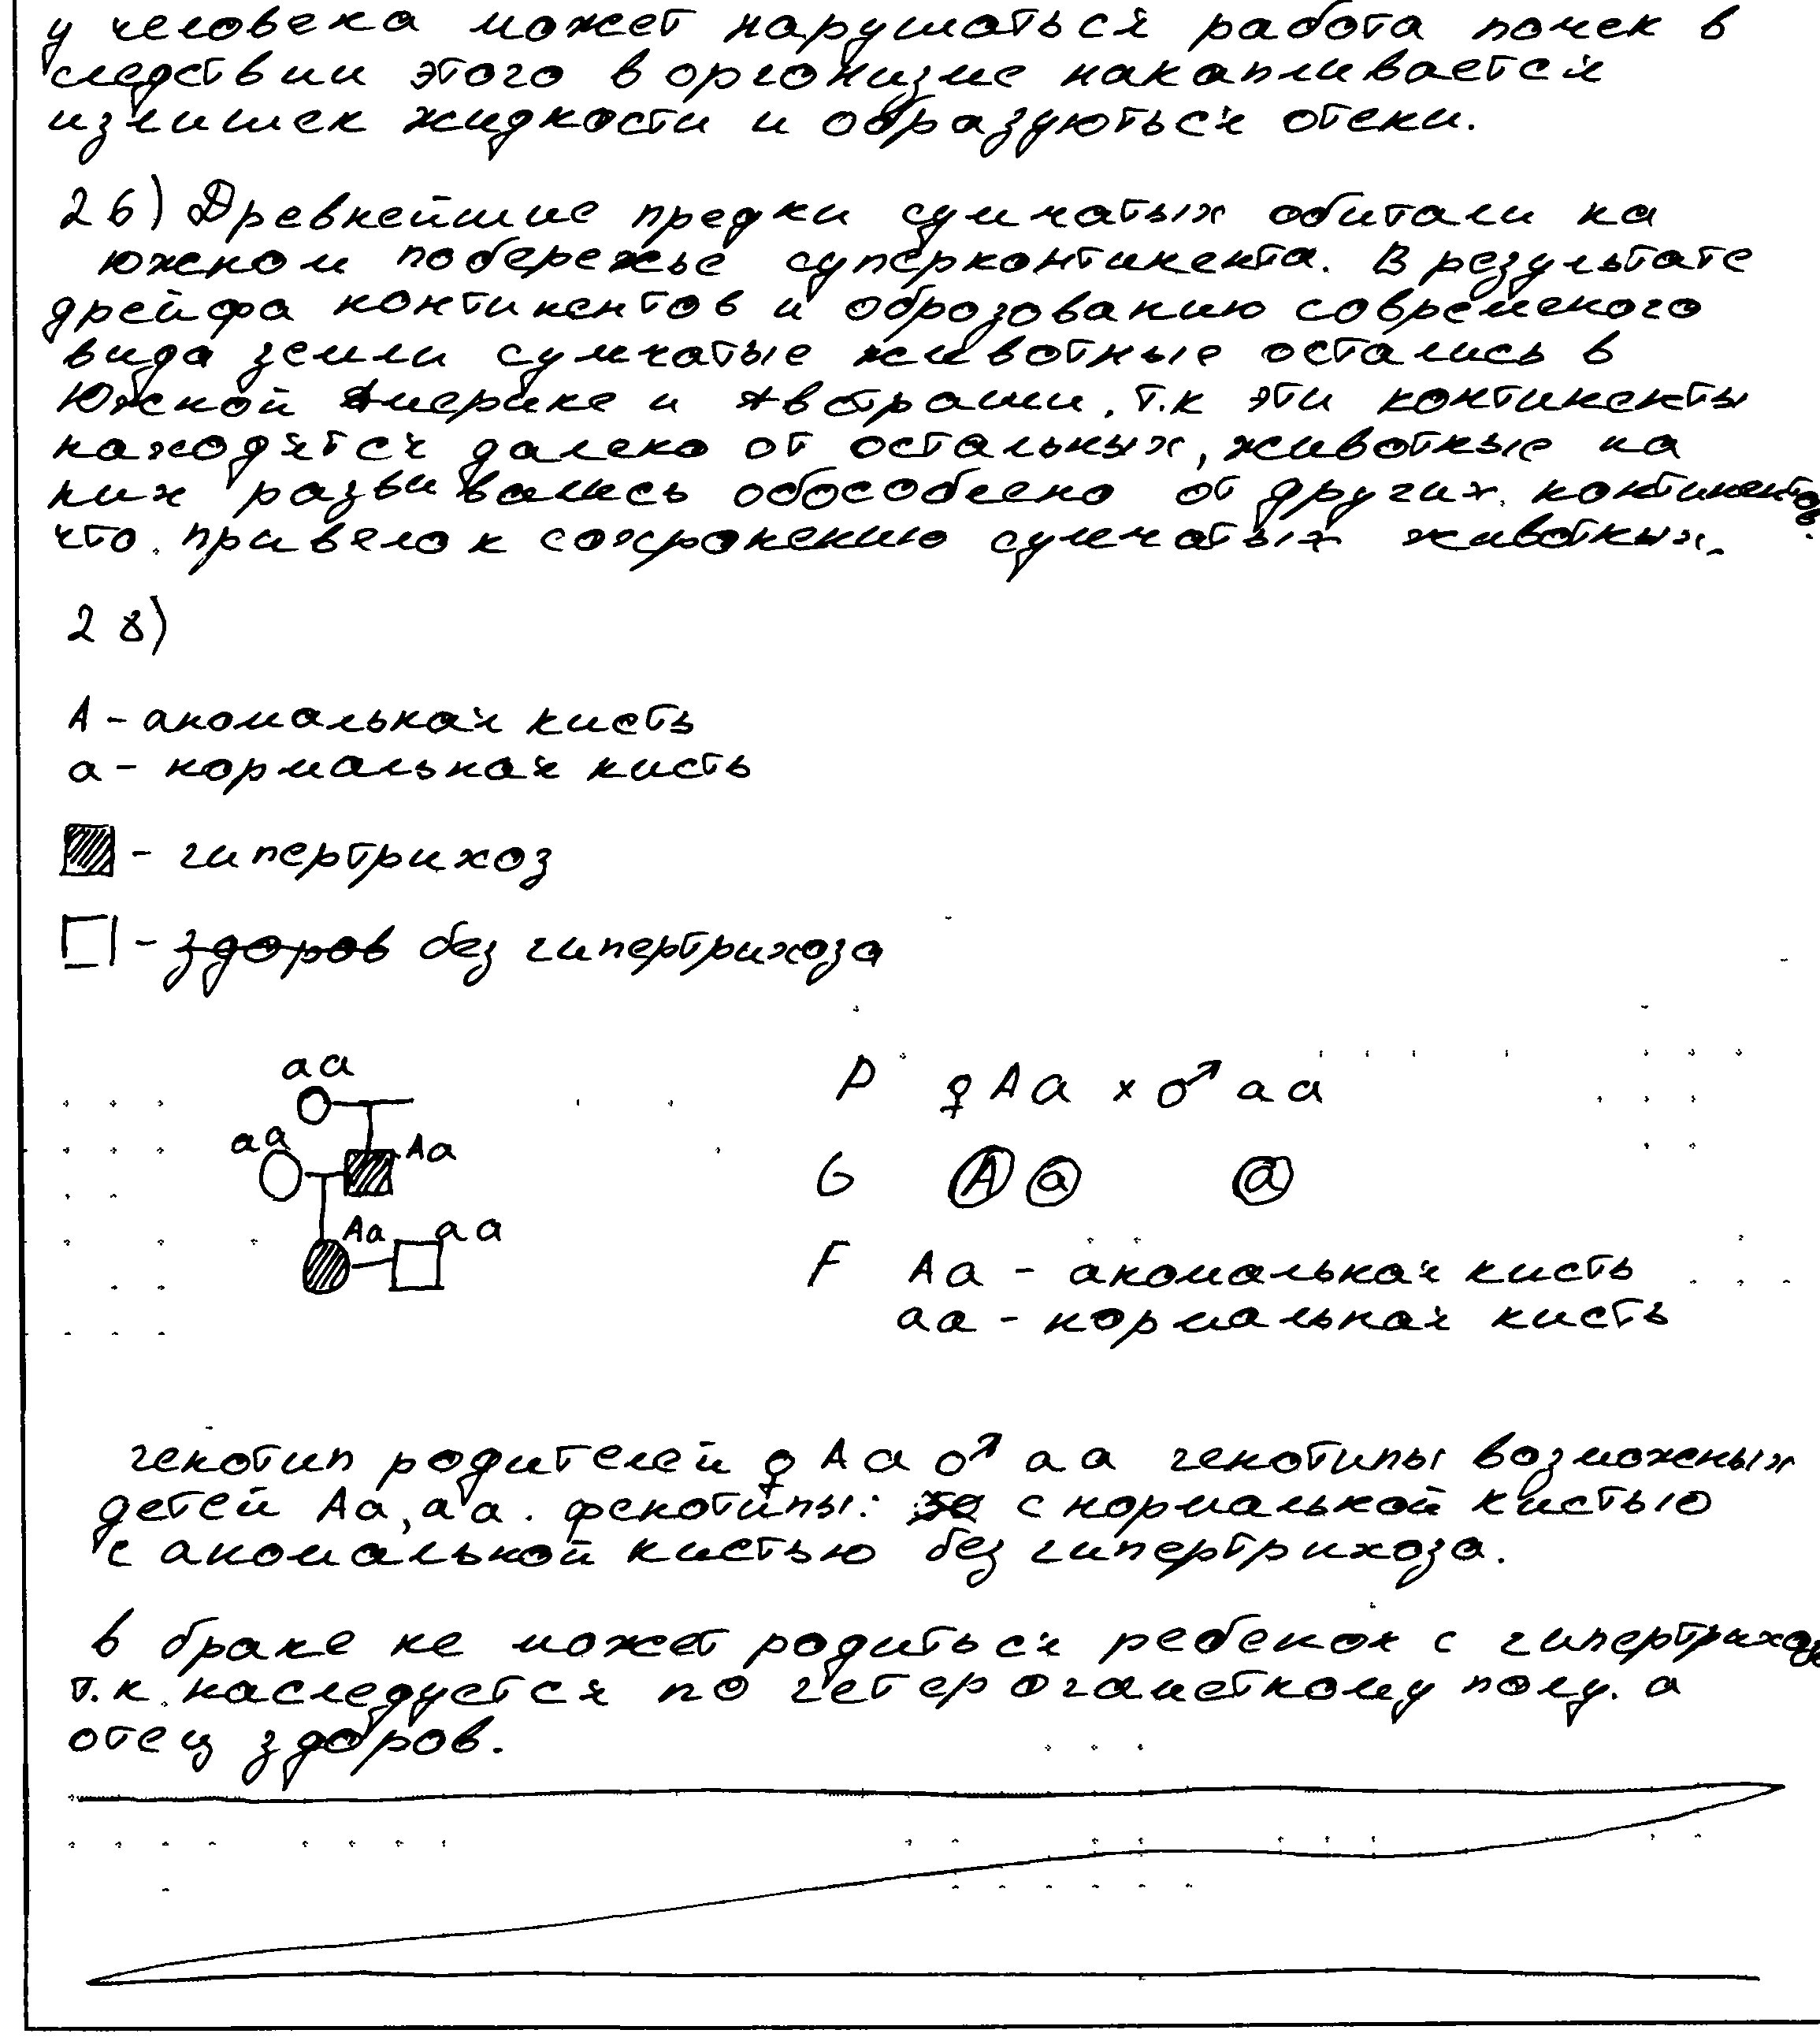 у человека может нарушаться работа почек в
следствии этого в оргонизме накапливается
излишек жидкости и образуються отеки.
26) Древнейшие предки сумчатых обитали на
южном побережье суперконтинента. В результате
дрейфа континентов и оброзованию современого
вида земли сумчатые животные остались в
Южной Америке и Австралии, т.к эти континенты
находятся далеко от остальных, животные на
них развивались обособлено от других континентов
что привело к сохронению сумчатых животных.
28)
А - аномальная кисть
а - нормальная кисть
- гипертрихоз
- здоров без гипертрихоза
аа
аа Аа
Аа аа
P ♀ Аа x ♂ аа
G А а а
F Аа - аномальная кисть
аа - нормальная кисть
генотип родителей ♀ Аа ♂ аа генотипы возможных
детей Аа, аа. фенотипы: с нормальной кистью
с аномальной кистью без гипертрихоза.
в браке не может родиться ребенок с гипертрихозом
т.к. наследуется по гетерогаметному полу. а
отец здоров.